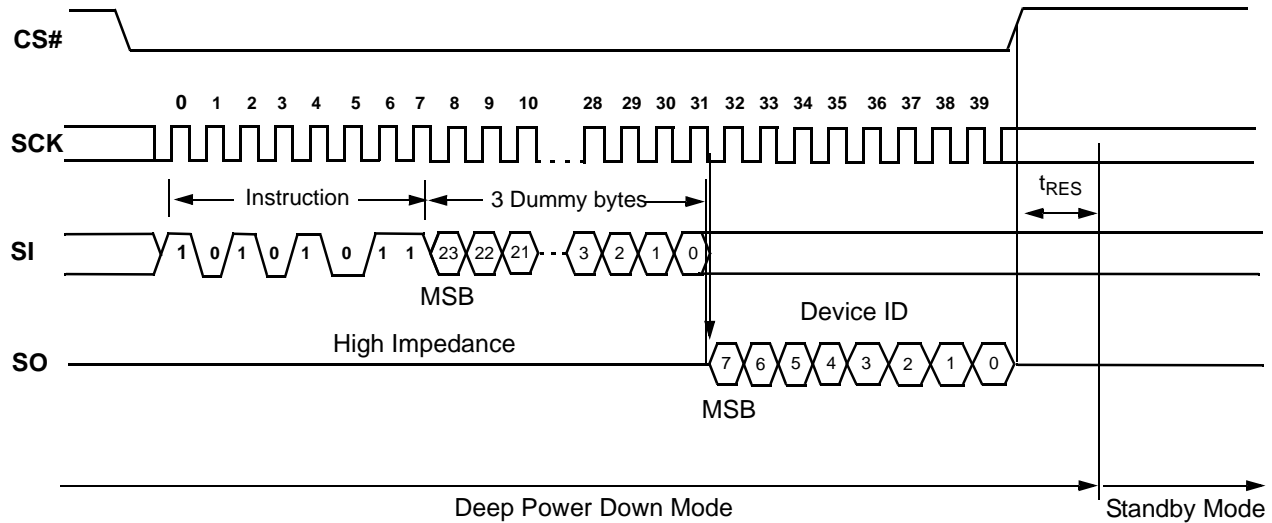 CS#
0 1 2 3 4 5 6 7 8 9 10 28 29 30 31 32 33 34 35 36 37 38 39
SCK
tRES
Instruction 3 Dummy bytes
SI 1 0 1 0 1 0 1 1 23 22 21 3 2 1 0
MSB
Device ID
High Impedance
SO 7 6 5 4 3 2 1 0
MSB
Deep Power Down Mode Standby Mode